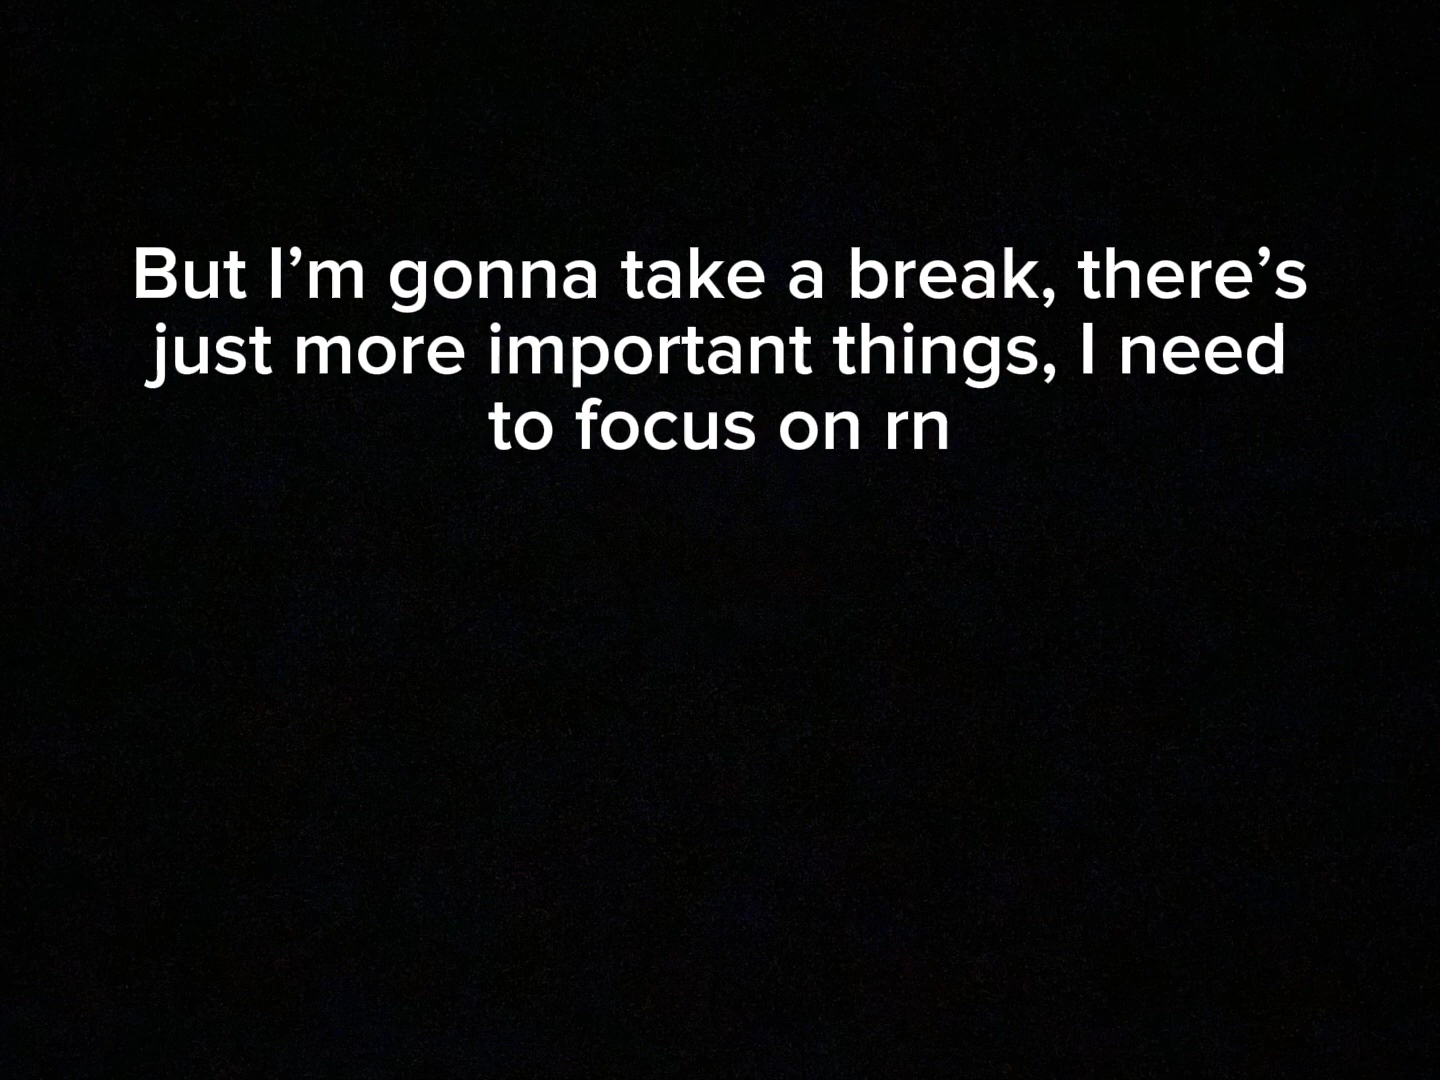 But I’m gonna take a break, there’s
just more important things, I need
to focus on rn